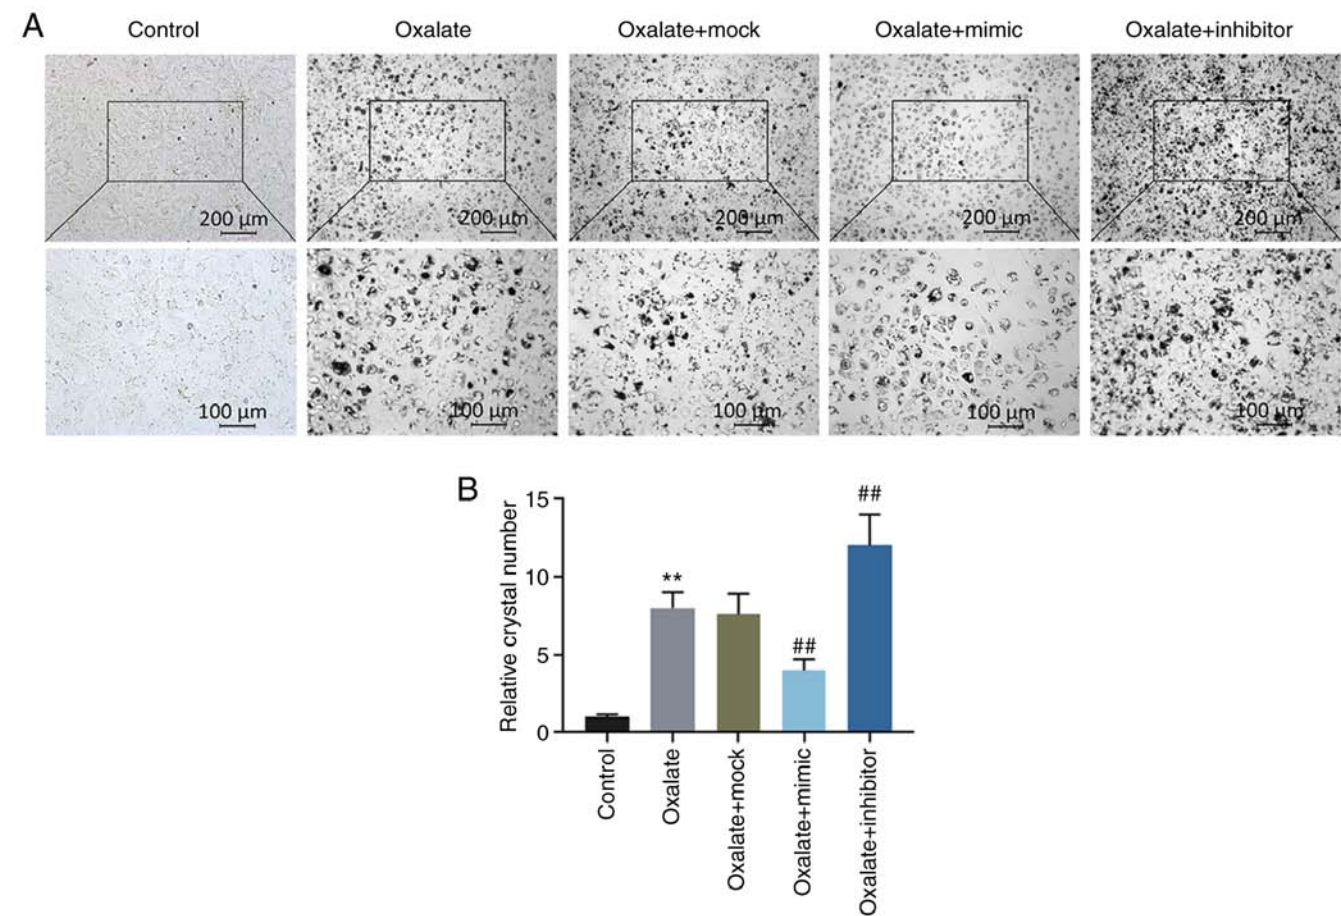 A
Control
Oxalate
Oxalate+mock
Oxalate+mimic
Oxalate+inhibitor
200 µm
200 µm
200 µm
200 µm
200 µm
100 µm
100 µm
100 µm
100 µm
100 µm
B
Relative crystal number
15
10
5
0
**
##
##
Control
Oxalate
Oxalate+mock
Oxalate+mimic
Oxalate+inhibitor